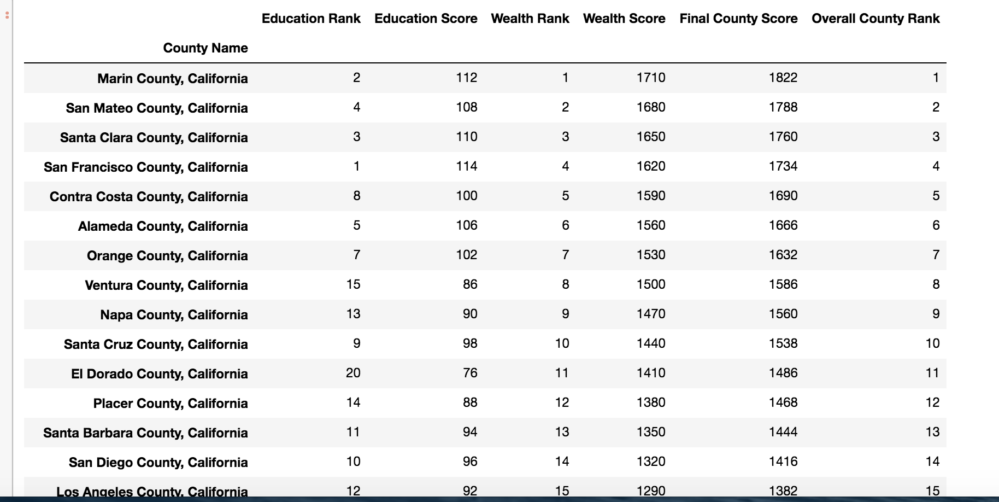 Education Rank Education Score Wealth Rank Wealth Score Final County Score Overall County Rank
County Name
Marin County, California 2 112 1 1710 1822 1
San Mateo County, California 4 108 2 1680 1788 2
Santa Clara County, California 3 110 3 1650 1760 3
San Francisco County, California 1 114 4 1620 1734 4
Contra Costa County, California 8 100 5 1590 1690 5
Alameda County, California 5 106 6 1560 1666 6
Orange County, California 7 102 7 1530 1632 7
Ventura County, California 15 86 8 1500 1586 8
Napa County, California 13 90 9 1470 1560 9
Santa Cruz County, California 9 98 10 1440 1538 10
El Dorado County, California 20 76 11 1410 1486 11
Placer County, California 14 88 12 1380 1468 12
Santa Barbara County, California 11 94 13 1350 1444 13
San Diego County, California 10 96 14 1320 1416 14
Los Angeles County, California 12 92 15 1290 1382 15